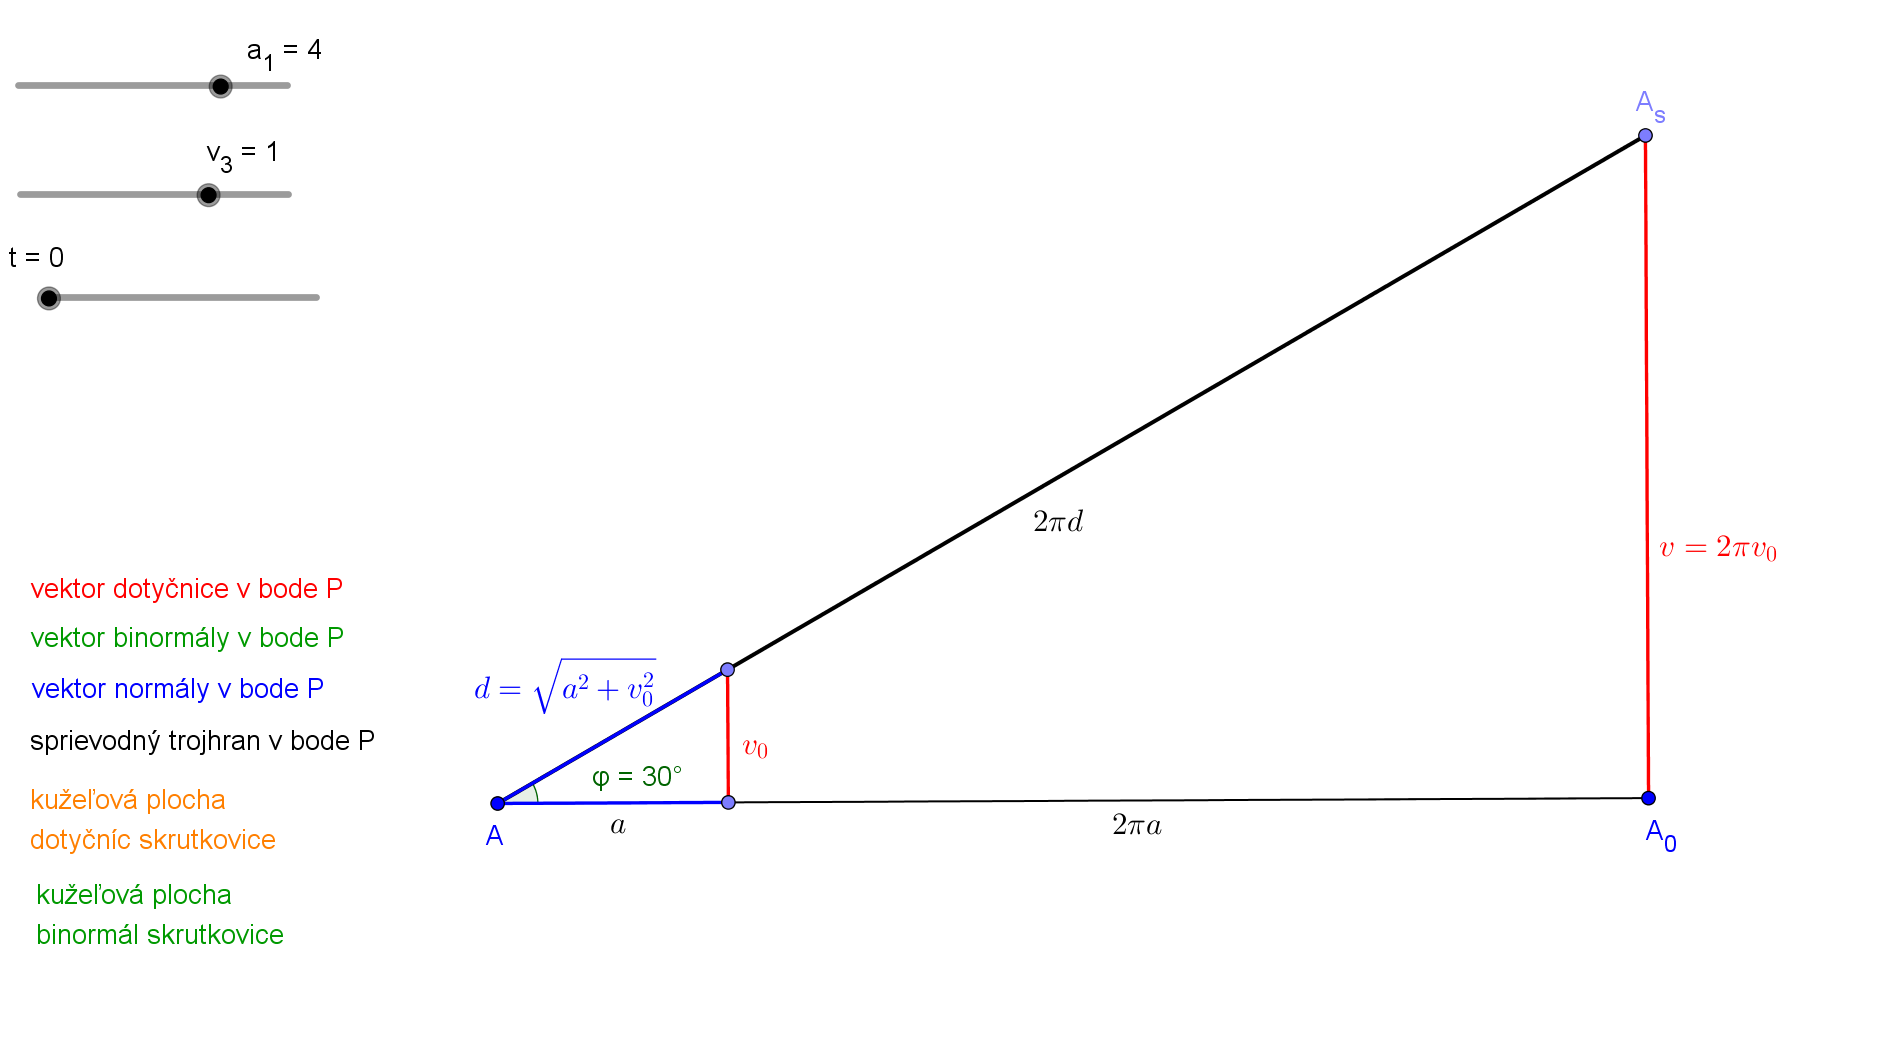 a₁ = 4
v₃ = 1
t = 0
vektor dotyčnice v bode P
vektor binormály v bode P
vektor normály v bode P
sprievodný trojhran v bode P
kužeľová plocha
dotyčníc skrutkovice
kužeľová plocha
binormál skrutkovice
Aₛ
2πd
v = 2πv₀
d = √(a² + v₀²)
v₀
φ = 30°
A
a
2πa
A₀